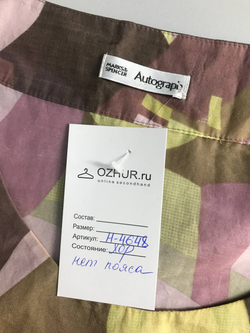 MARKS&
SPENCER
Autograph
OZHUR.ru
online secondhand
Состав:
Размер:
Артикул: H-4648
Состояние: ХОР
нет пояса